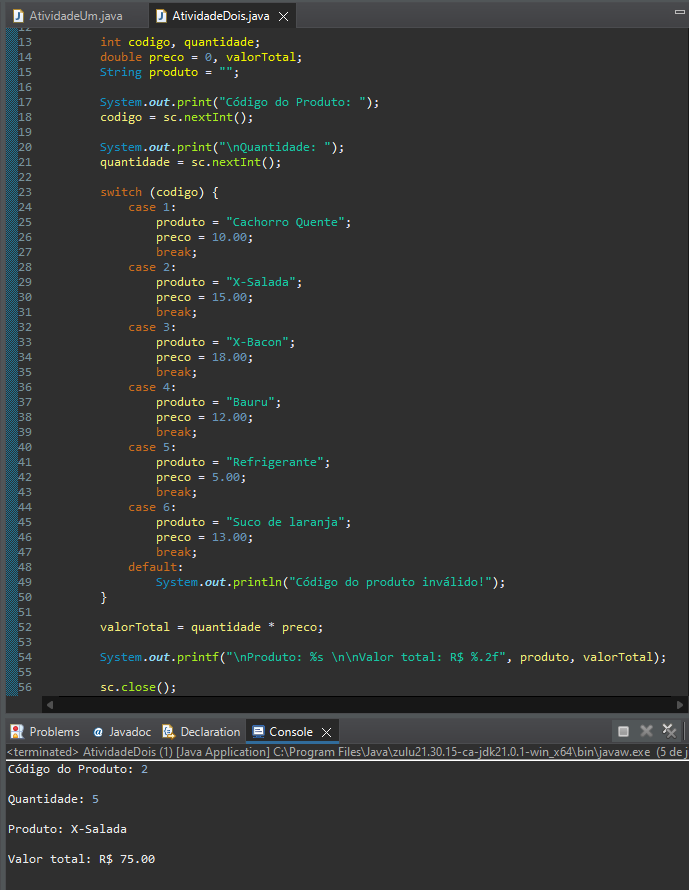 AtividadeUm.java
AtividadeDois.java
12
13 int codigo, quantidade;
14 double preco = 0, valorTotal;
15 String produto = "";
16
17 System.out.print("Código do Produto: ");
18 codigo = sc.nextInt();
19
20 System.out.print("\nQuantidade: ");
21 quantidade = sc.nextInt();
22
23 switch (codigo) {
24 case 1:
25 produto = "Cachorro Quente";
26 preco = 10.00;
27 break;
28 case 2:
29 produto = "X-Salada";
30 preco = 15.00;
31 break;
32 case 3:
33 produto = "X-Bacon";
34 preco = 18.00;
35 break;
36 case 4:
37 produto = "Bauru";
38 preco = 12.00;
39 break;
40 case 5:
41 produto = "Refrigerante";
42 preco = 5.00;
43 break;
44 case 6:
45 produto = "Suco de laranja";
46 preco = 13.00;
47 break;
48 default:
49 System.out.println("Código do produto inválido!");
50 }
51
52 valorTotal = quantidade * preco;
53
54 System.out.printf("\nProduto: %s \n\nValor total: R$ %.2f", produto, valorTotal);
55
56 sc.close();
Problems @ Javadoc Declaration Console
<terminated> AtividadeDois (1) [Java Application] C:\Program Files\Java\zulu21.30.15-ca-jdk21.0.1-win_x64\bin\javaw.exe (5 de j
Código do Produto: 2
Quantidade: 5
Produto: X-Salada
Valor total: R$ 75.00